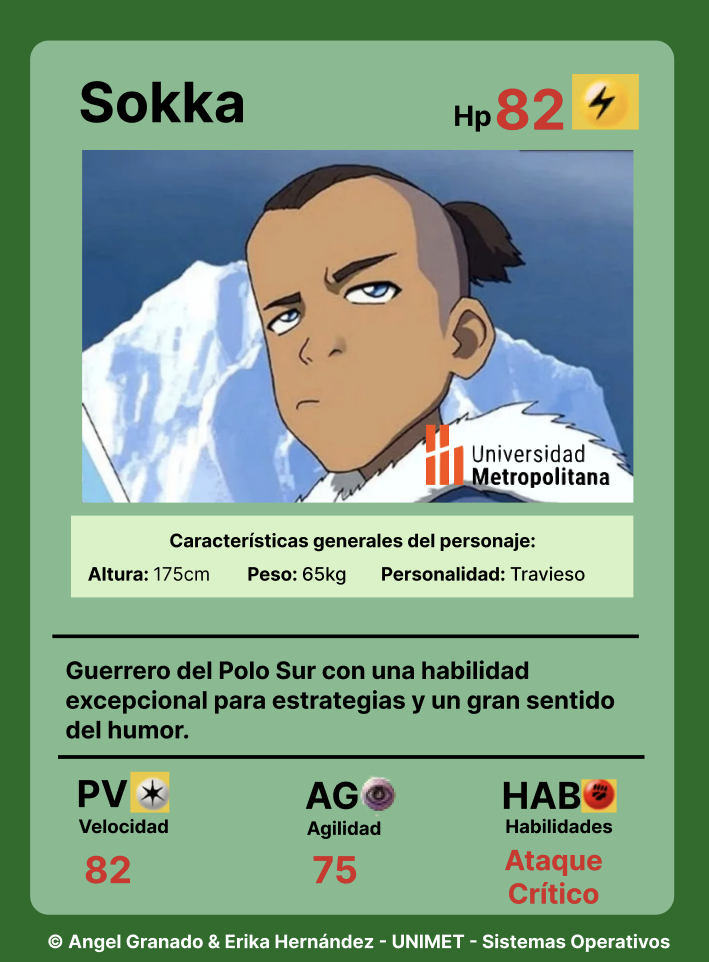 Sokka
Hp 82
Universidad
Metropolitana
Características generales del personaje:
Altura: 175cm Peso: 65kg Personalidad: Travieso
Guerrero del Polo Sur con una habilidad
excepcional para estrategias y un gran sentido
del humor.
PV AG HAB
Velocidad Agilidad Habilidades
82 75 Ataque
Crítico
© Angel Granado & Erika Hernández - UNIMET - Sistemas Operativos